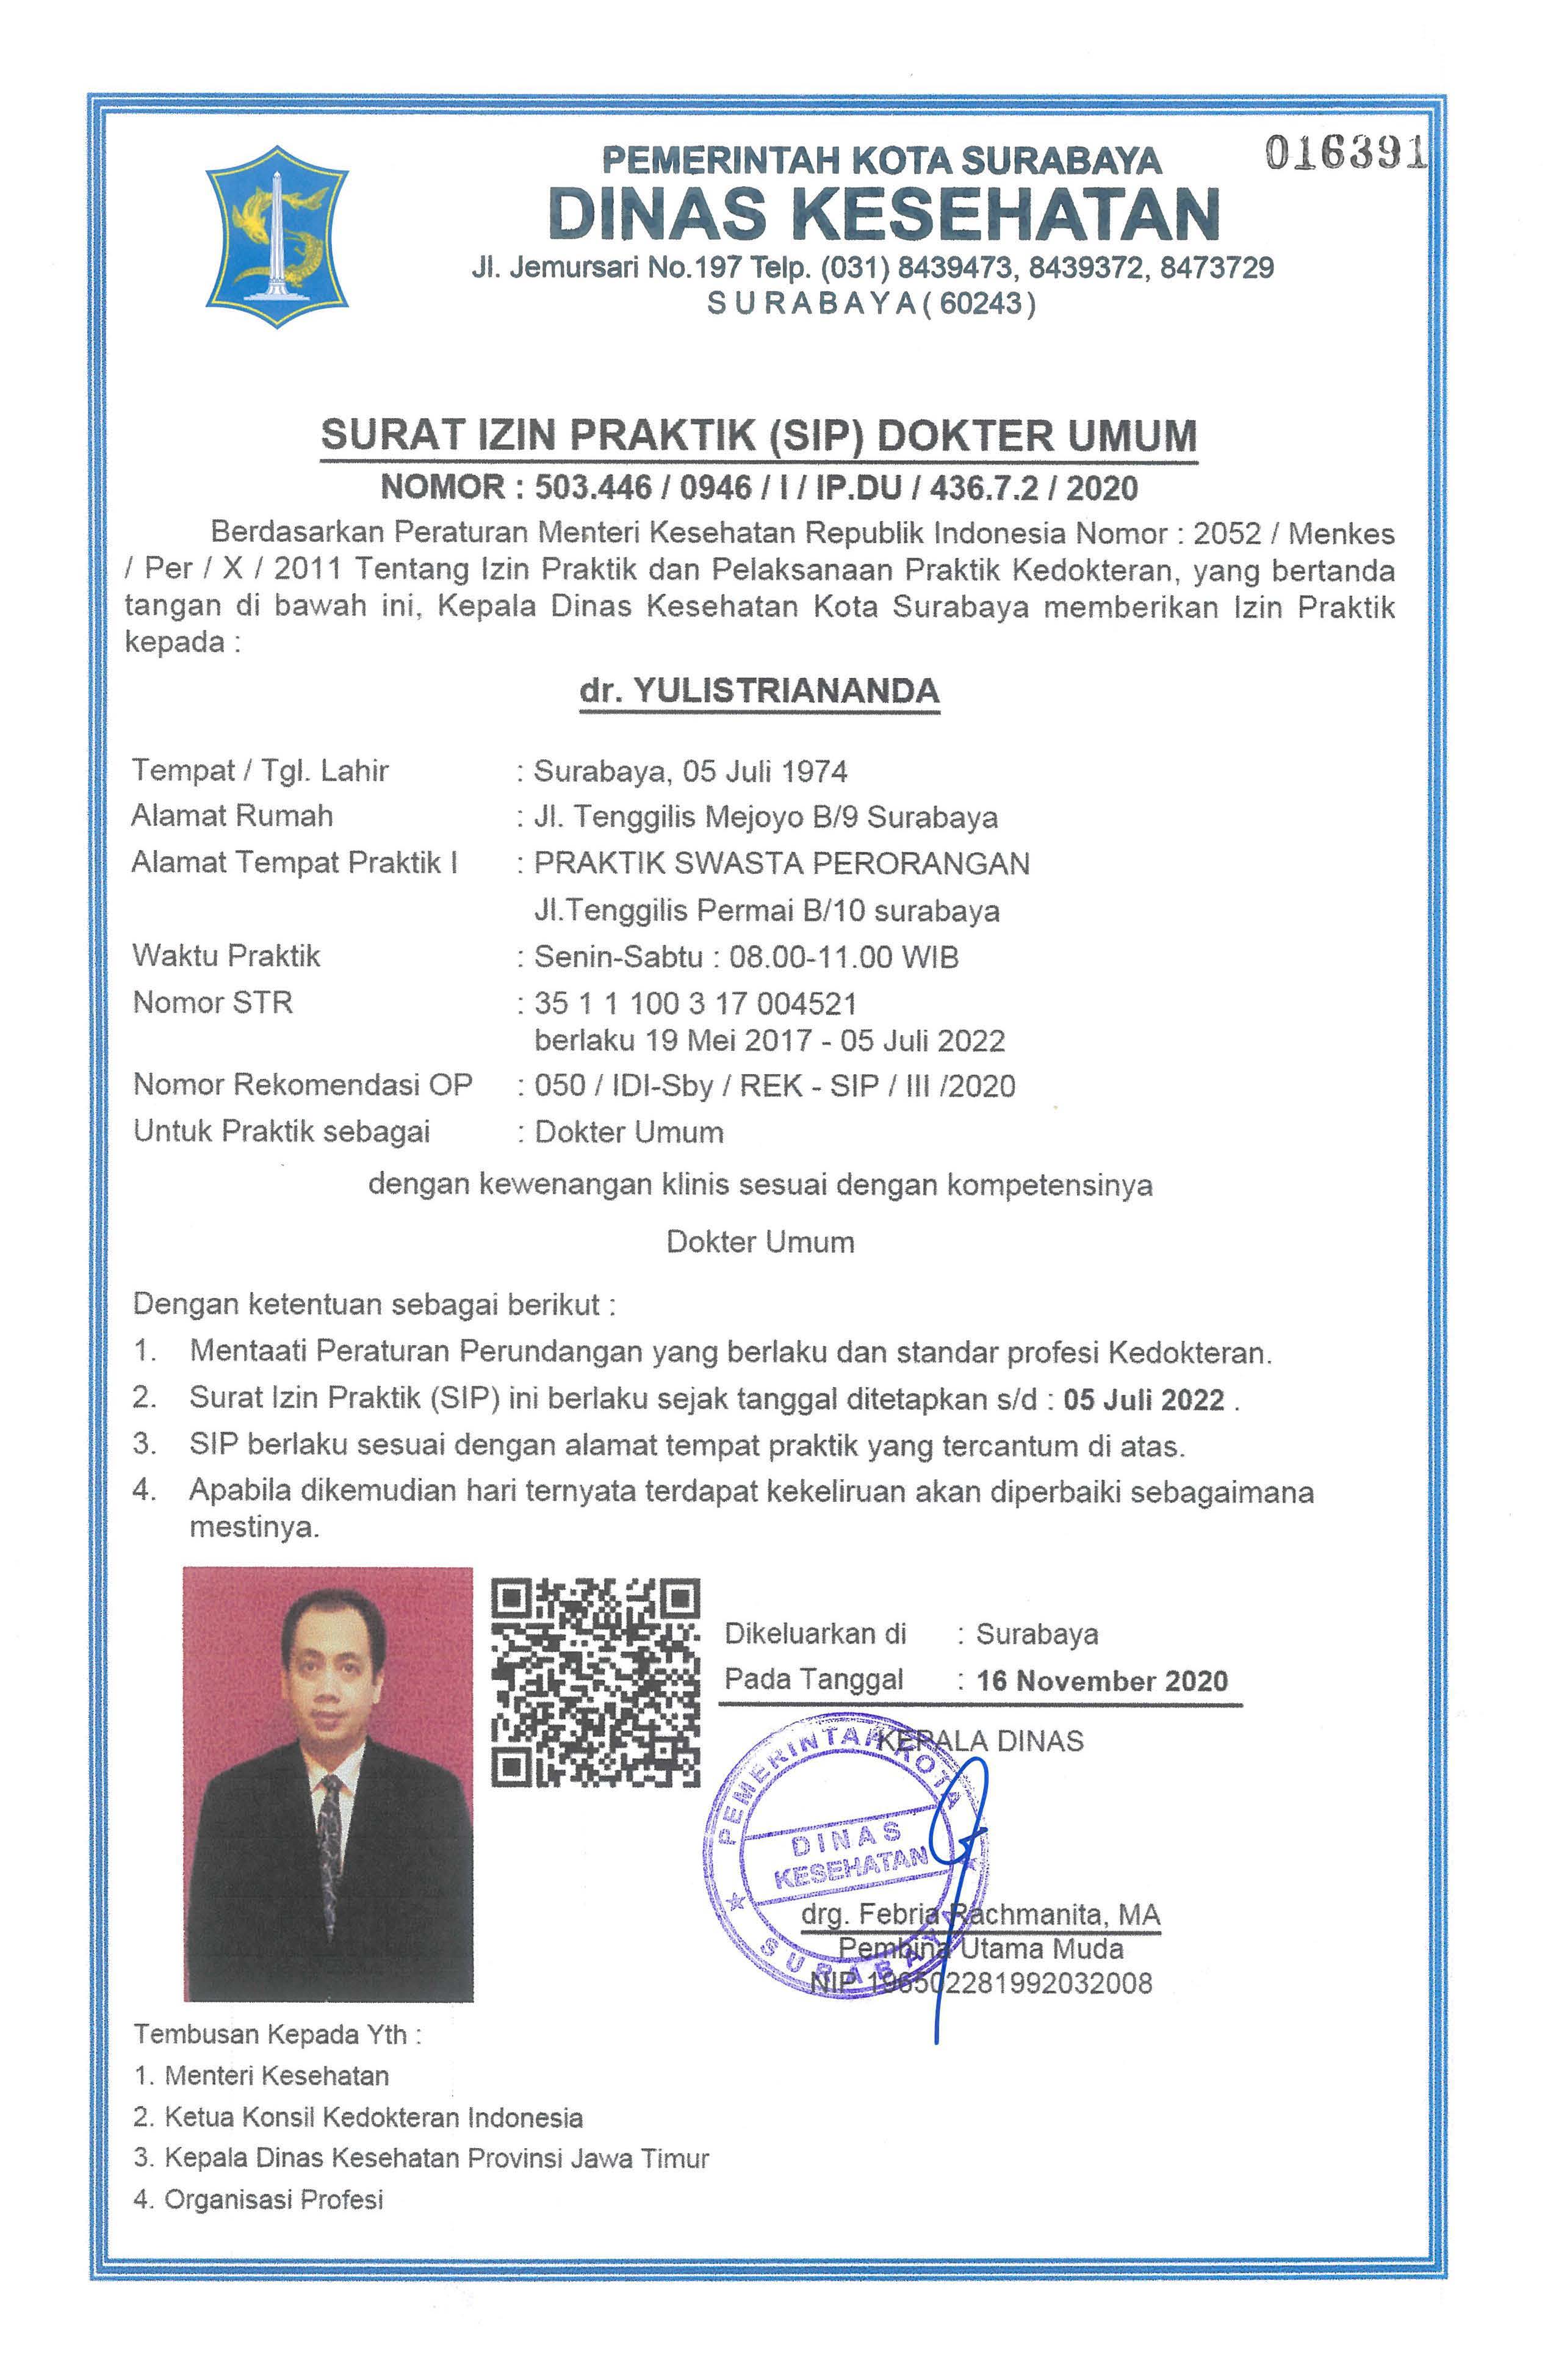 016391
PEMERINTAH KOTA SURABAYA
DINAS KESEHATAN
Jl. Jemursari No.197 Telp. (031) 8439473, 8439372, 8473729
S U R A B A Y A ( 60243 )
SURAT IZIN PRAKTIK (SIP) DOKTER UMUM
NOMOR : 503.446 / 0946 / I / IP.DU / 436.7.2 / 2020
Berdasarkan Peraturan Menteri Kesehatan Republik Indonesia Nomor : 2052 / Menkes
/ Per / X / 2011 Tentang Izin Praktik dan Pelaksanaan Praktik Kedokteran, yang bertanda
tangan di bawah ini, Kepala Dinas Kesehatan Kota Surabaya memberikan Izin Praktik
kepada :
dr. YULISTRIANANDA
Tempat / Tgl. Lahir : Surabaya, 05 Juli 1974
Alamat Rumah : Jl. Tenggilis Mejoyo B/9 Surabaya
Alamat Tempat Praktik I : PRAKTIK SWASTA PERORANGAN
Jl.Tenggilis Permai B/10 surabaya
Waktu Praktik : Senin-Sabtu : 08.00-11.00 WIB
Nomor STR : 35 1 1 100 3 17 004521
berlaku 19 Mei 2017 - 05 Juli 2022
Nomor Rekomendasi OP : 050 / IDI-Sby / REK - SIP / III /2020
Untuk Praktik sebagai : Dokter Umum
dengan kewenangan klinis sesuai dengan kompetensinya
Dokter Umum
Dengan ketentuan sebagai berikut :
1. Mentaati Peraturan Perundangan yang berlaku dan standar profesi Kedokteran.
2. Surat Izin Praktik (SIP) ini berlaku sejak tanggal ditetapkan s/d : 05 Juli 2022 .
3. SIP berlaku sesuai dengan alamat tempat praktik yang tercantum di atas.
4. Apabila dikemudian hari ternyata terdapat kekeliruan akan diperbaiki sebagaimana
mestinya.
Dikeluarkan di : Surabaya
Pada Tanggal : 16 November 2020
KEPALA DINAS
PEMERINTAH KOTA
DINAS
KESEHATAN
SURABAYA
drg. Febria Rachmanita, MA
Pembina Utama Muda
NIP 196502281992032008
Tembusan Kepada Yth :
1. Menteri Kesehatan
2. Ketua Konsil Kedokteran Indonesia
3. Kepala Dinas Kesehatan Provinsi Jawa Timur
4. Organisasi Profesi